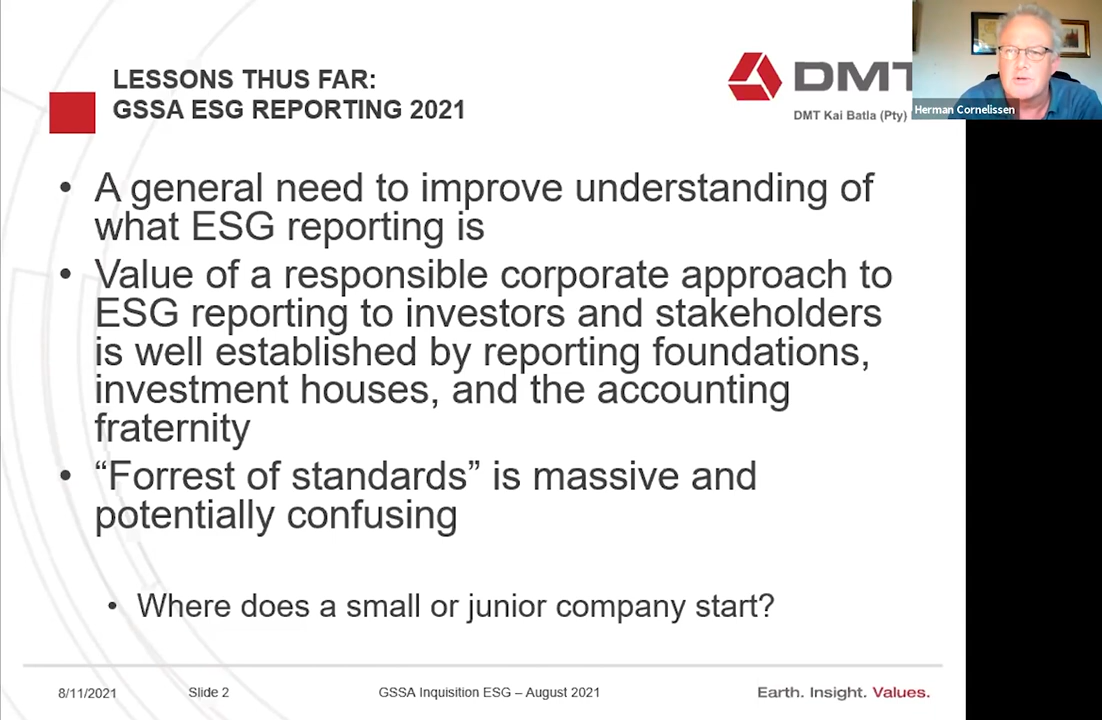 LESSONS THUS FAR:
GSSA ESG REPORTING 2021
DMT
DMT Kai Batla (Pty)
Herman Cornelissen
• A general need to improve understanding of
what ESG reporting is
• Value of a responsible corporate approach to
ESG reporting to investors and stakeholders
is well established by reporting foundations,
investment houses, and the accounting
fraternity
• “Forrest of standards” is massive and
potentially confusing
• Where does a small or junior company start?
8/11/2021 Slide 2 GSSA Inquisition ESG – August 2021 Earth. Insight. Values.